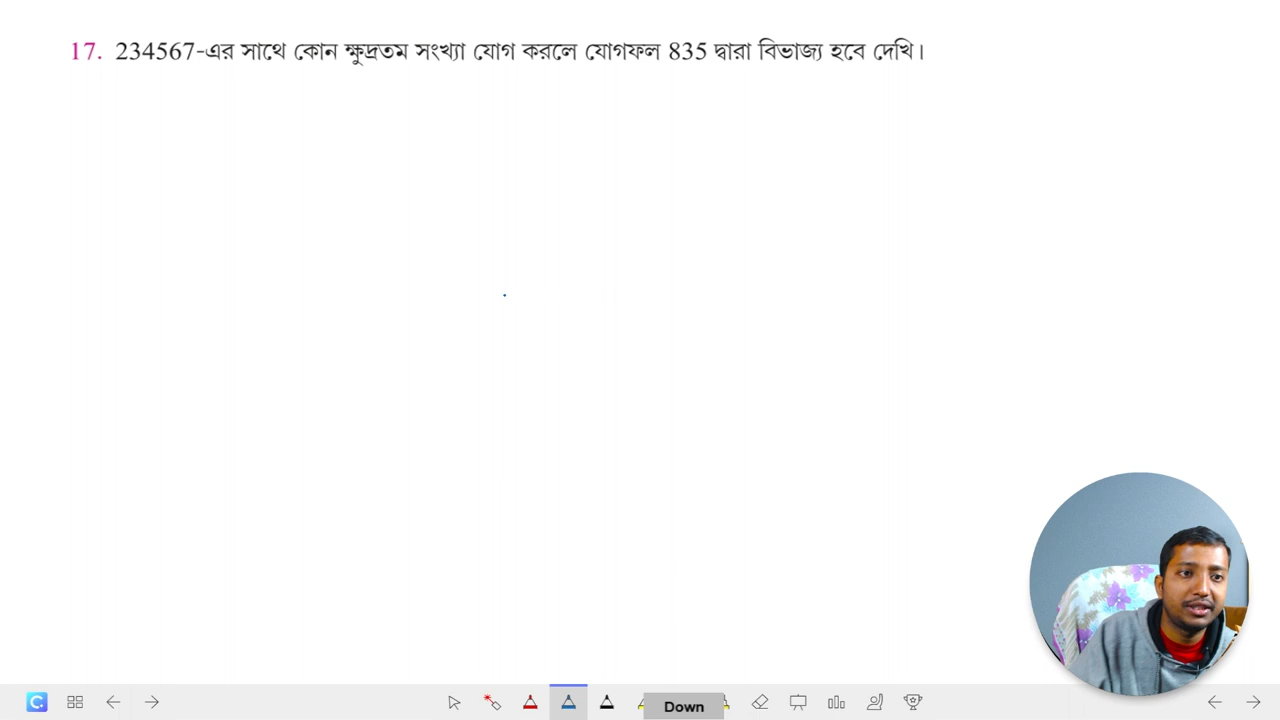 17. 234567-এর সাথে কোন ক্ষুদ্রতম সংখ্যা যোগ করলে যোগফল 835 দ্বারা বিভাজ্য হবে দেখি।
Down